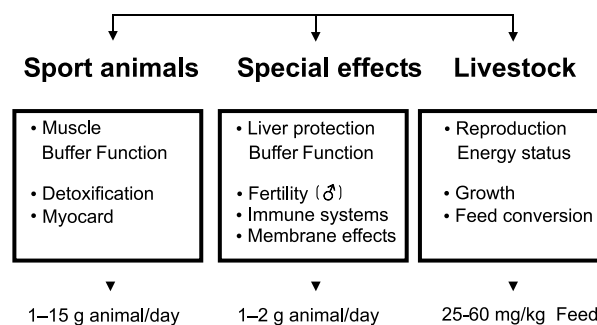 Sport animals
• Muscle
Buffer Function
• Detoxification
• Myocard
1–15 g animal/day
Special effects
• Liver protection
Buffer Function
• Fertility (♂)
• Immune systems
• Membrane effects
1–2 g animal/day
Livestock
• Reproduction
Energy status
• Growth
• Feed conversion
25-60 mg/kg Feed